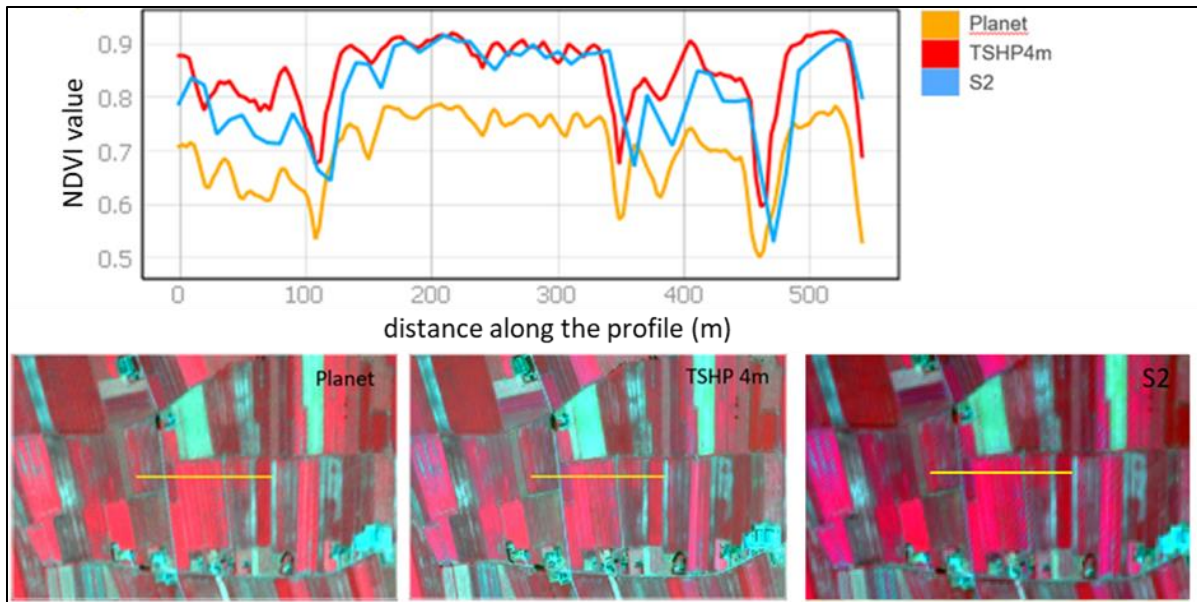 NDVI value
0.9
0.8
0.7
0.6
0.5
0 100 200 300 400 500
distance along the profile (m)
Planet
TSHP4m
S2
Planet
TSHP 4m
S2